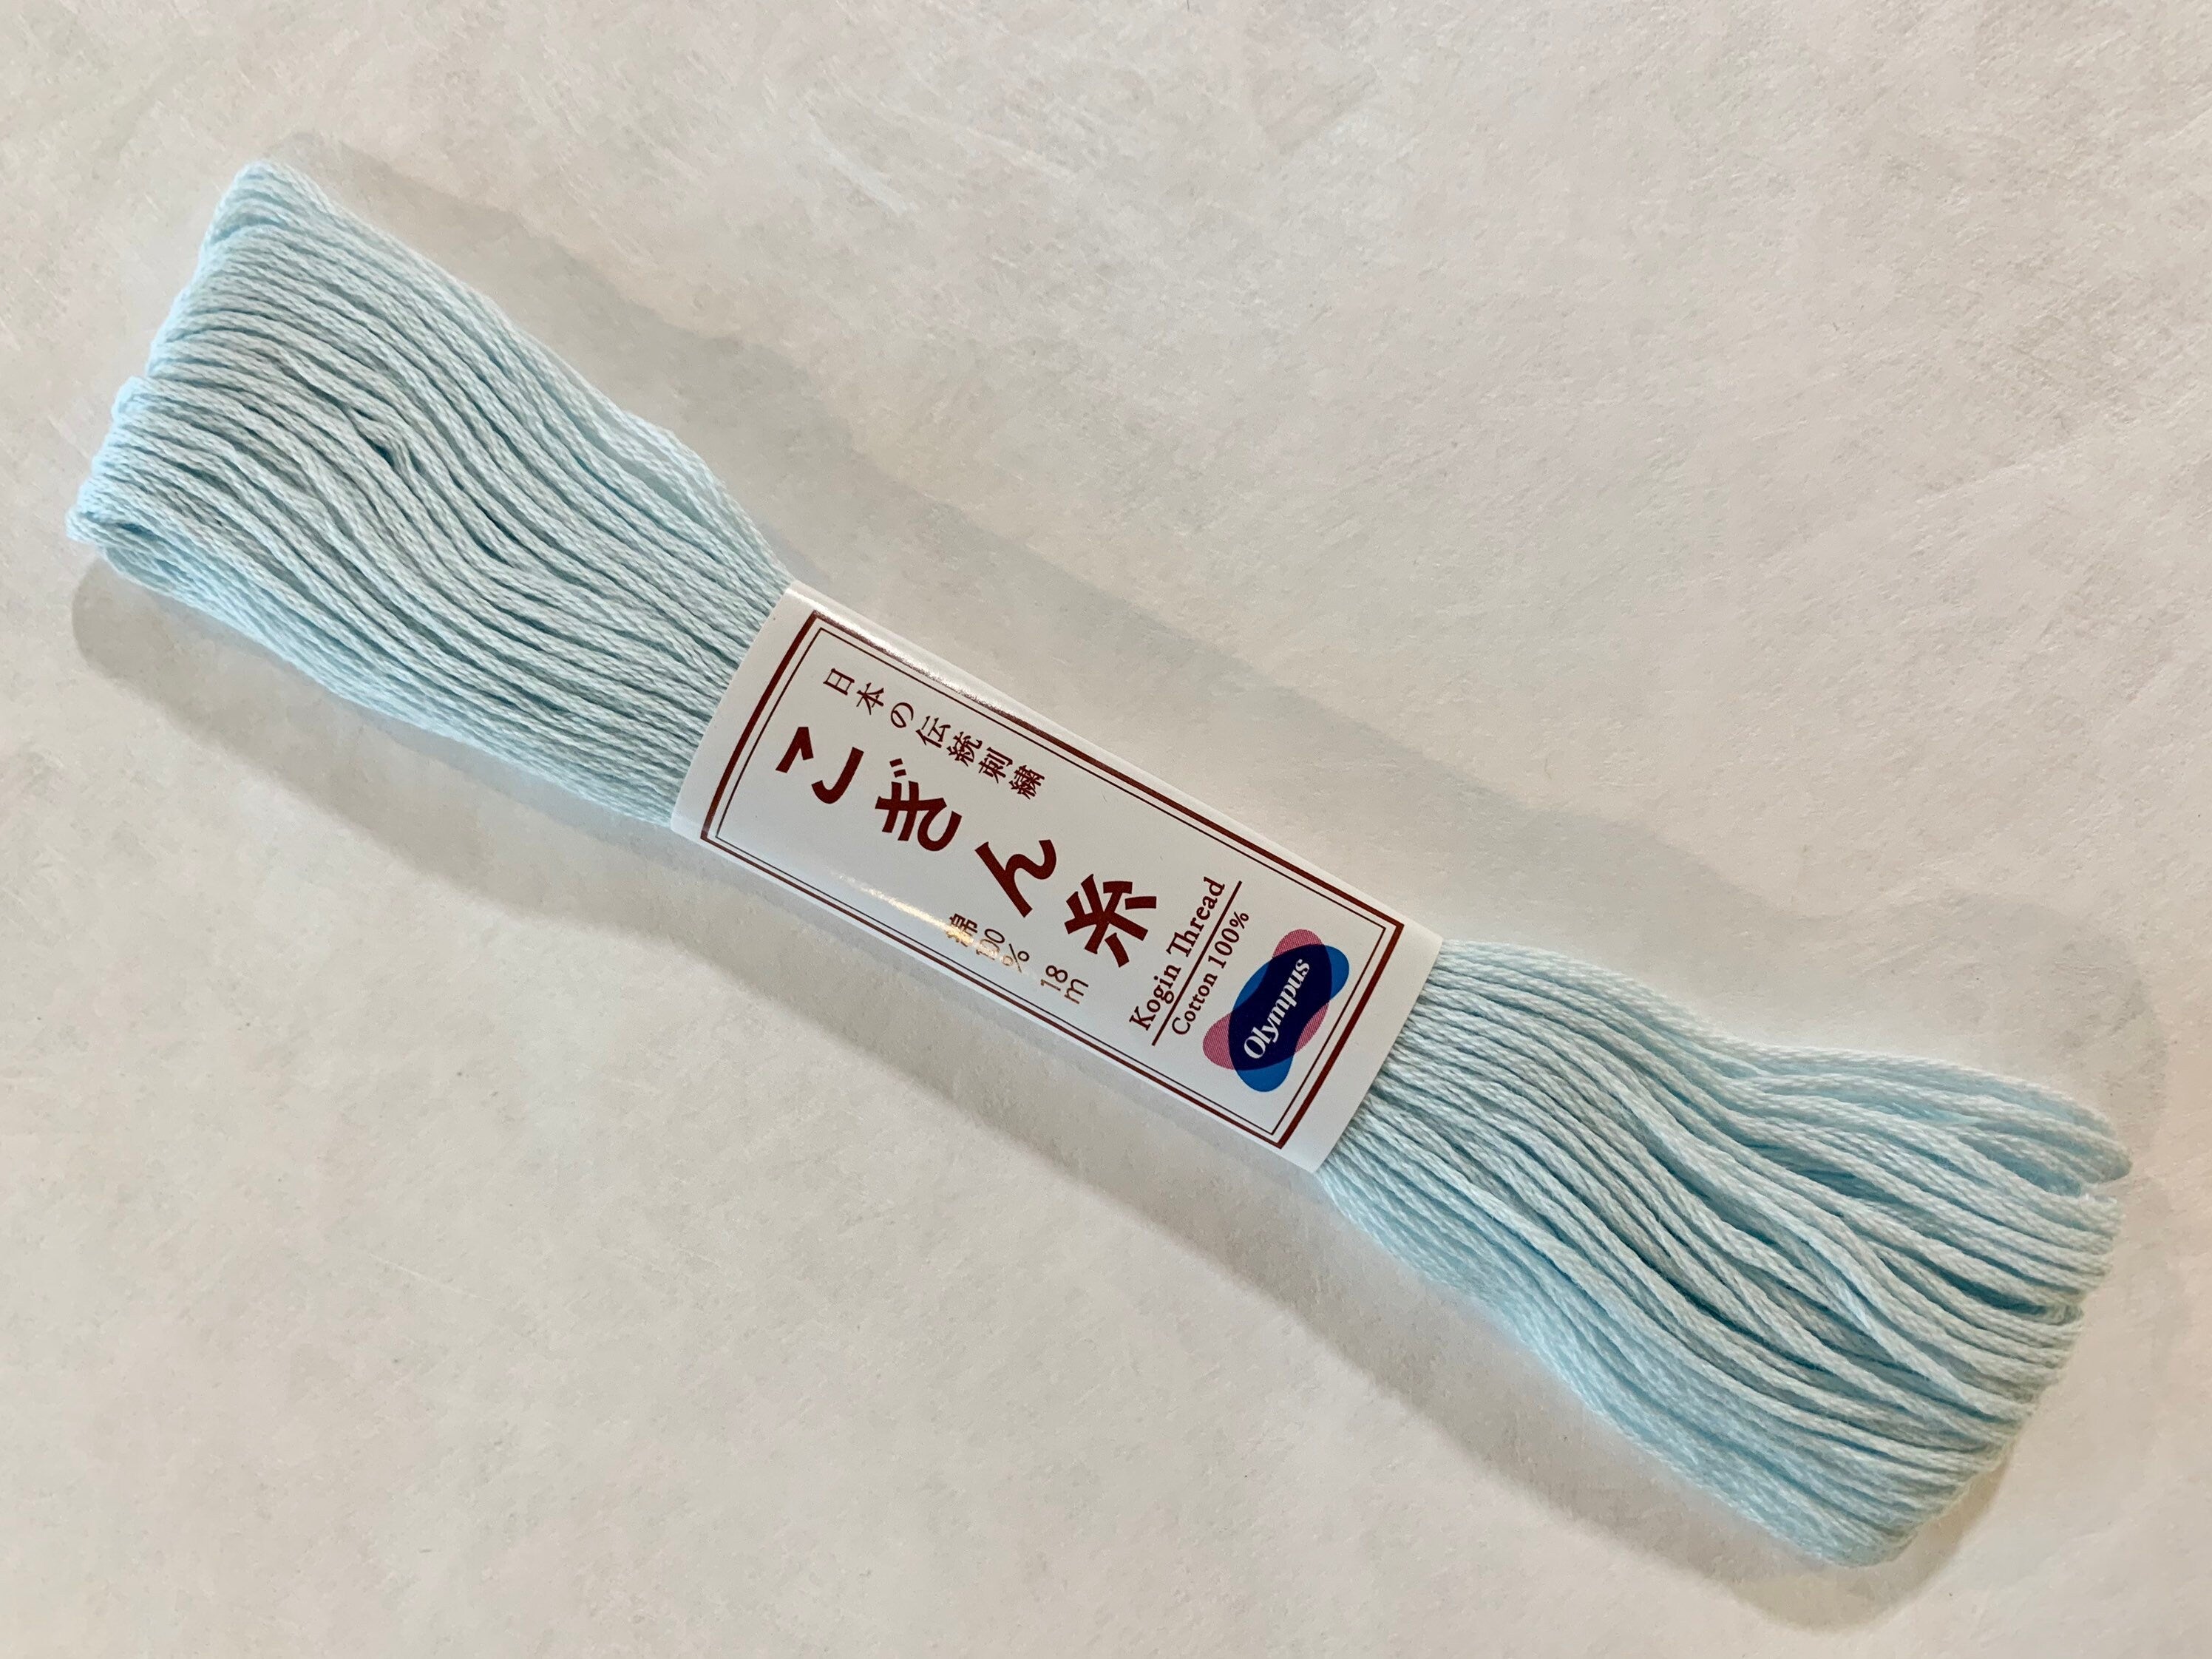 日本の伝統刺繍
こぎん糸
綿100% 18m
Kogin Thread
Cotton 100%
Olympus